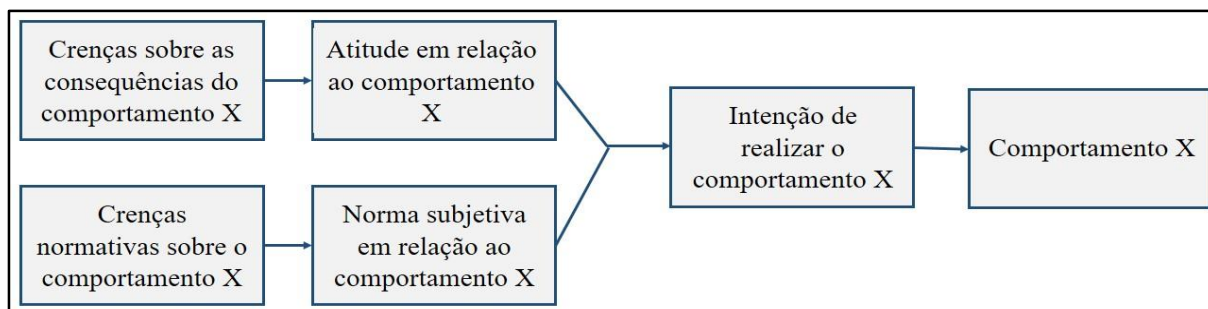 Crenças sobre as
consequências do
comportamento X
Atitude em relação
ao comportamento
X
Crenças
normativas sobre o
comportamento X
Norma subjetiva
em relação ao
comportamento X
Intenção de
realizar o
comportamento X
Comportamento X